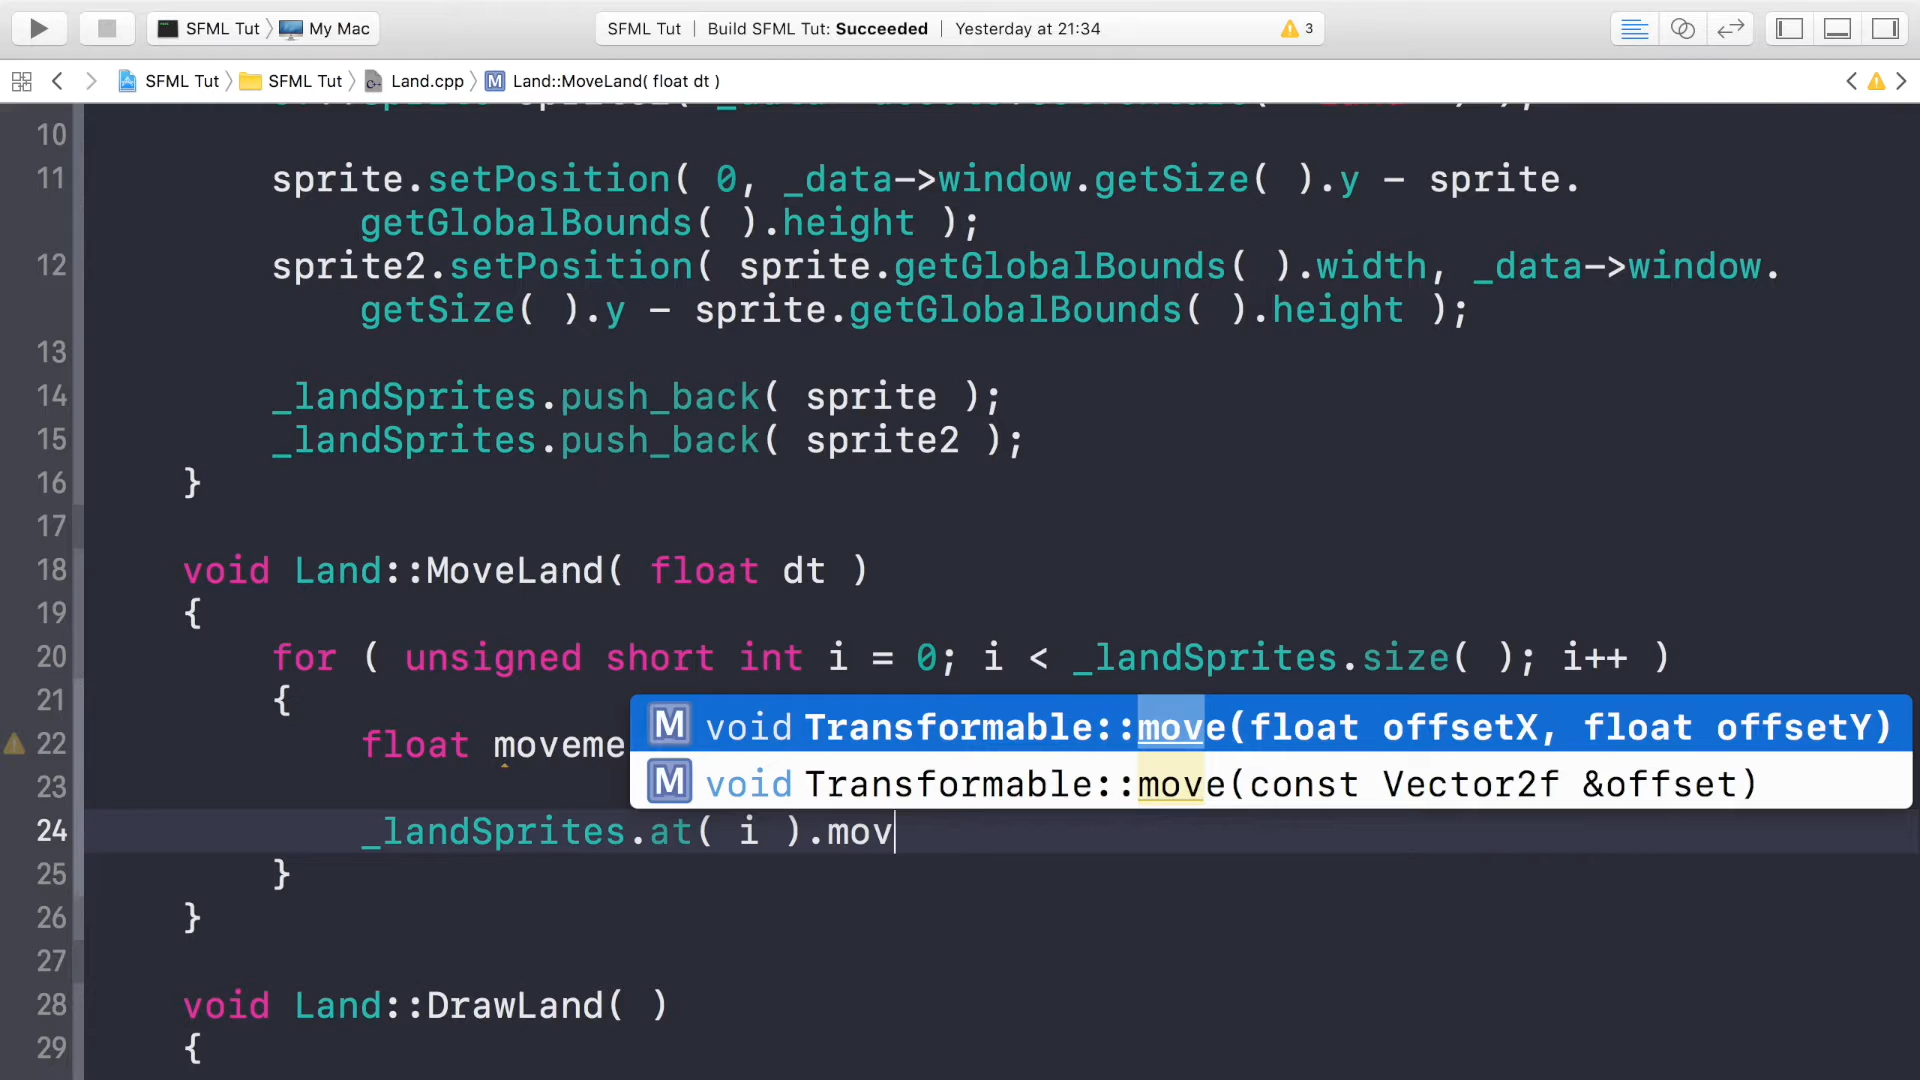 SFML Tut My Mac SFML Tut Build SFML Tut: Succeeded Yesterday at 21:34 3
SFML Tut SFML Tut Land.cpp M Land::MoveLand( float dt )
10
11 sprite.setPosition( 0, _data->window.getSize( ).y - sprite.
getGlobalBounds( ).height );
12 sprite2.setPosition( sprite.getGlobalBounds( ).width, _data->window.
getSize( ).y - sprite.getGlobalBounds( ).height );
13
14 _landSprites.push_back( sprite );
15 _landSprites.push_back( sprite2 );
16 }
17
18 void Land::MoveLand( float dt )
19 {
20 for ( unsigned short int i = 0; i < _landSprites.size( ); i++ )
21 {
M void Transformable::move(float offsetX, float offsetY)
22 float moveme
M void Transformable::move(const Vector2f &offset)
23
24 _landSprites.at( i ).mov
25 }
26 }
27
28 void Land::DrawLand( )
29 {